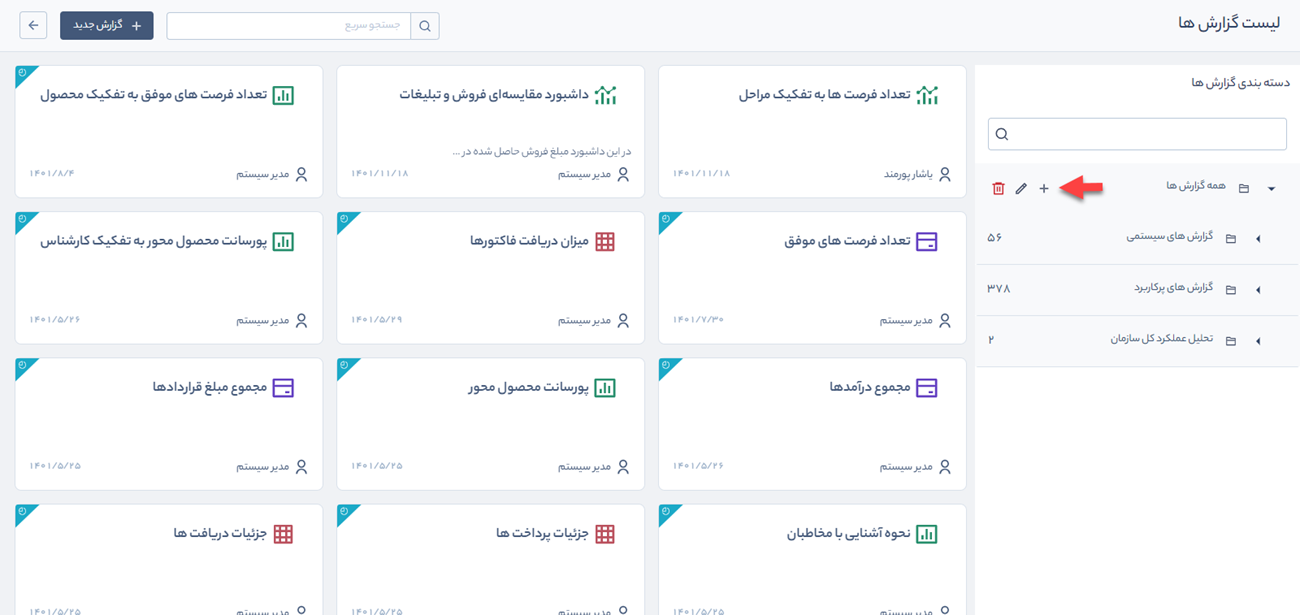 لیست گزارش ها
جستجو سریع
گزارش جدید
دسته بندی گزارش ها
همه گزارش ها
گزارش های سیستمی
۵۶
گزارش های پرکاربرد
۳۷۸
تحلیل عملکرد کل سازمان
۲
تعداد فرصت ها به تفکیک مراحل
یاشار پورمند
۱۴۰۱/۱۱/۱۸
داشبورد مقایسه‌ای فروش و تبلیغات
در این داشبورد مبلغ فروش حاصل شده در ...
مدیر سیستم
۱۴۰۱/۱۱/۱۸
تعداد فرصت های موفق به تفکیک محصول
مدیر سیستم
۱۴۰۱/۸/۴
تعداد فرصت های موفق
مدیر سیستم
۱۴۰۱/۷/۳۰
میزان دریافت فاکتورها
مدیر سیستم
۱۴۰۱/۵/۲۹
پورسانت محصول محور به تفکیک کارشناس
مدیر سیستم
۱۴۰۱/۵/۲۶
مجموع درآمدها
مدیر سیستم
۱۴۰۱/۵/۲۶
پورسانت محصول محور
مدیر سیستم
۱۴۰۱/۵/۲۵
مجموع مبلغ قراردادها
مدیر سیستم
۱۴۰۱/۵/۲۵
نحوه آشنایی با مخاطبان
مدیر سیستم
۱۴۰۱/۵/۲۵
جزئیات پرداخت ها
مدیر سیستم
۱۴۰۱/۵/۲۵
جزئیات دریافت ها
مدیر سیستم
۱۴۰۱/۵/۲۵